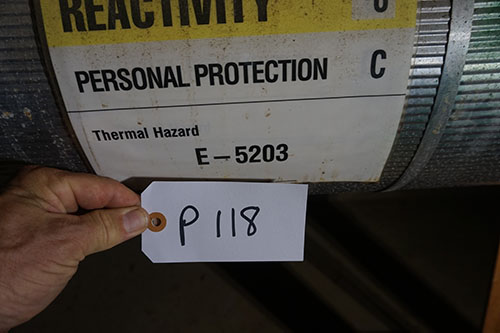 REACTIVITY
PERSONAL PROTECTION C
Thermal Hazard
E-5203
P 118